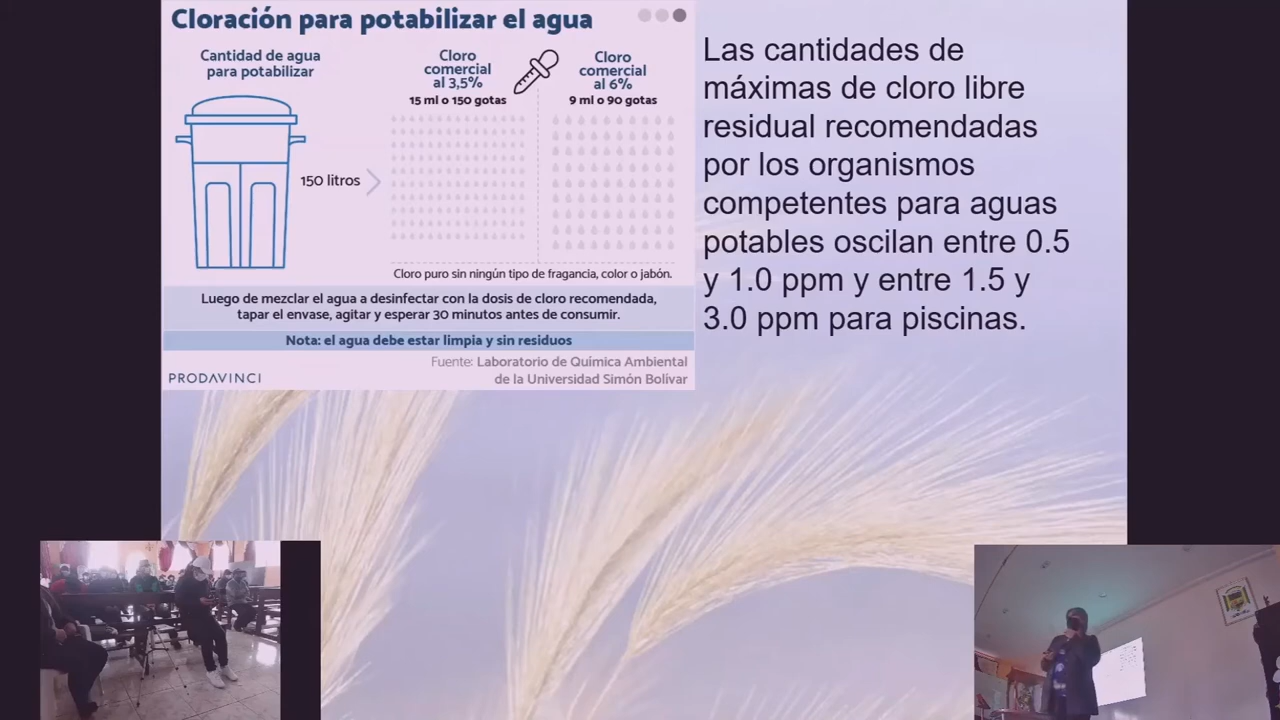 Cloración para potabilizar el agua
Cantidad de agua
para potabilizar
Cloro
comercial
al 3,5%
15 ml o 150 gotas
Cloro
comercial
al 6%
9 ml o 90 gotas
150 litros
Cloro puro sin ningún tipo de fragancia, color o jabón.
Luego de mezclar el agua a desinfectar con la dosis de cloro recomendada,
tapar el envase, agitar y esperar 30 minutos antes de consumir.
Nota: el agua debe estar limpia y sin residuos
Fuente: Laboratorio de Química Ambiental
de la Universidad Simón Bolívar
PRODAVINCI
Las cantidades de
máximas de cloro libre
residual recomendadas
por los organismos
competentes para aguas
potables oscilan entre 0.5
y 1.0 ppm y entre 1.5 y
3.0 ppm para piscinas.